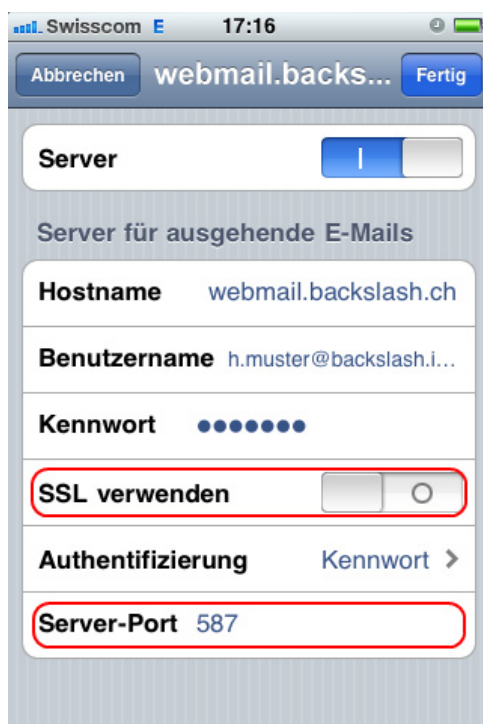 Swisscom E 17:16
Abbrechen webmail.backs... Fertig
Server
Server für ausgehende E-Mails
Hostname webmail.backslash.ch
Benutzername h.muster@backslash.i...
Kennwort ●●●●●●●
SSL verwenden
Authentifizierung Kennwort >
Server-Port 587